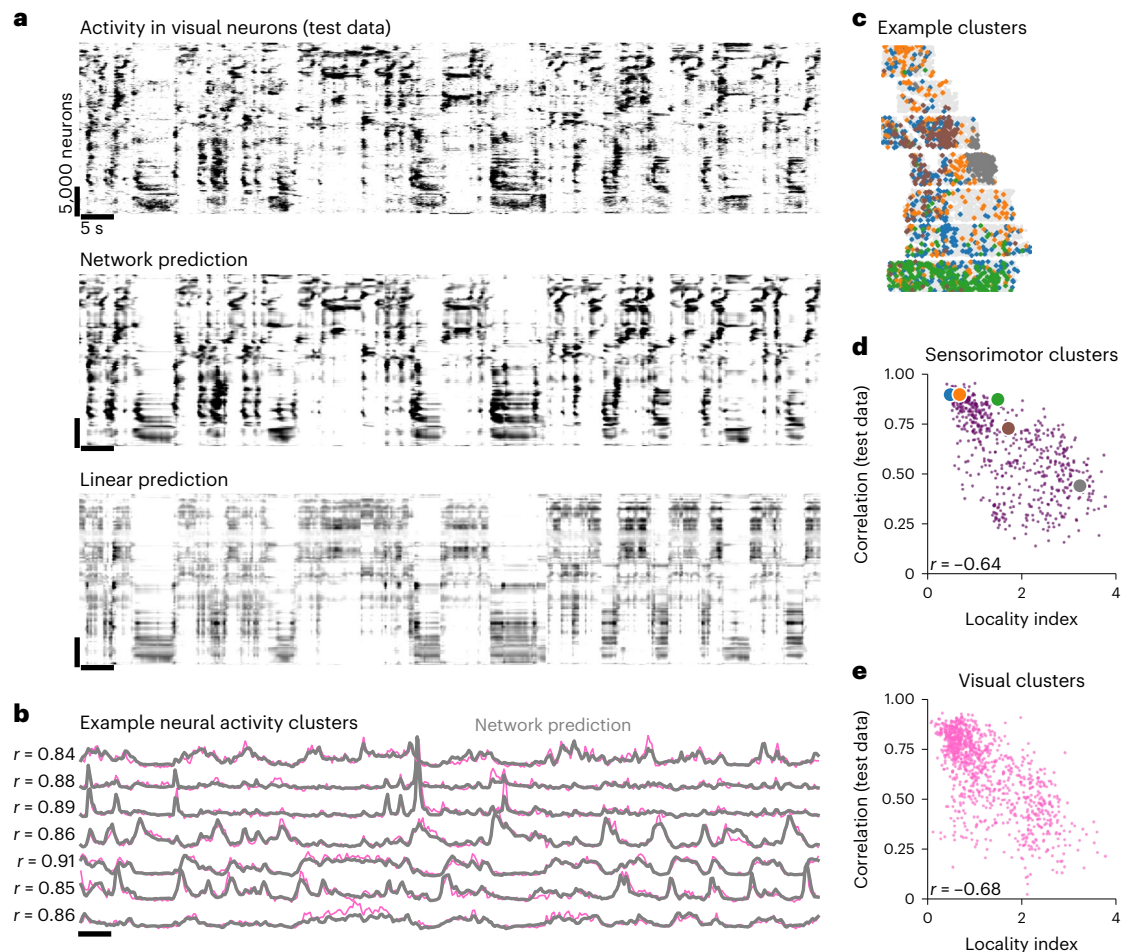 a
Activity in visual neurons (test data)
5,000 neurons
5 s
Network prediction
Linear prediction
b
Example neural activity clusters
Network prediction
r = 0.84
r = 0.88
r = 0.89
r = 0.86
r = 0.91
r = 0.85
r = 0.86
c
Example clusters
d
Sensorimotor clusters
Correlation (test data)
1.00
0.75
0.50
0.25
0
r = −0.64
0
2
4
Locality index
e
Visual clusters
Correlation (test data)
1.00
0.75
0.50
0.25
0
r = −0.68
0
2
4
Locality index